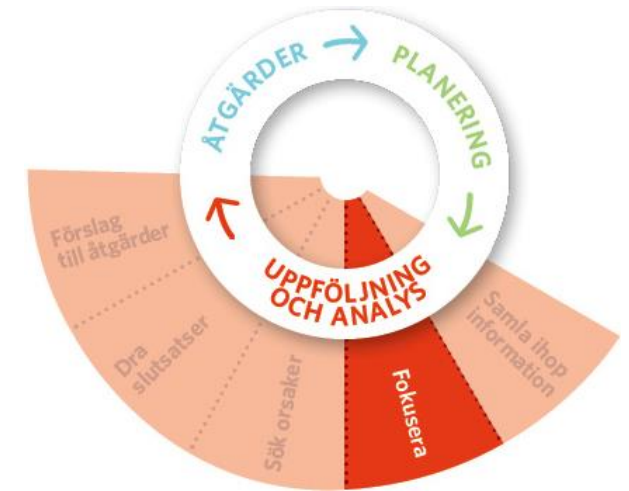 ÅTGÄRDER
PLANERING
UPPFÖLJNING
OCH ANALYS
Samla ihop
information
Fokusera
Sök orsaker
Dra
slutsatser
Förslag
till åtgärder